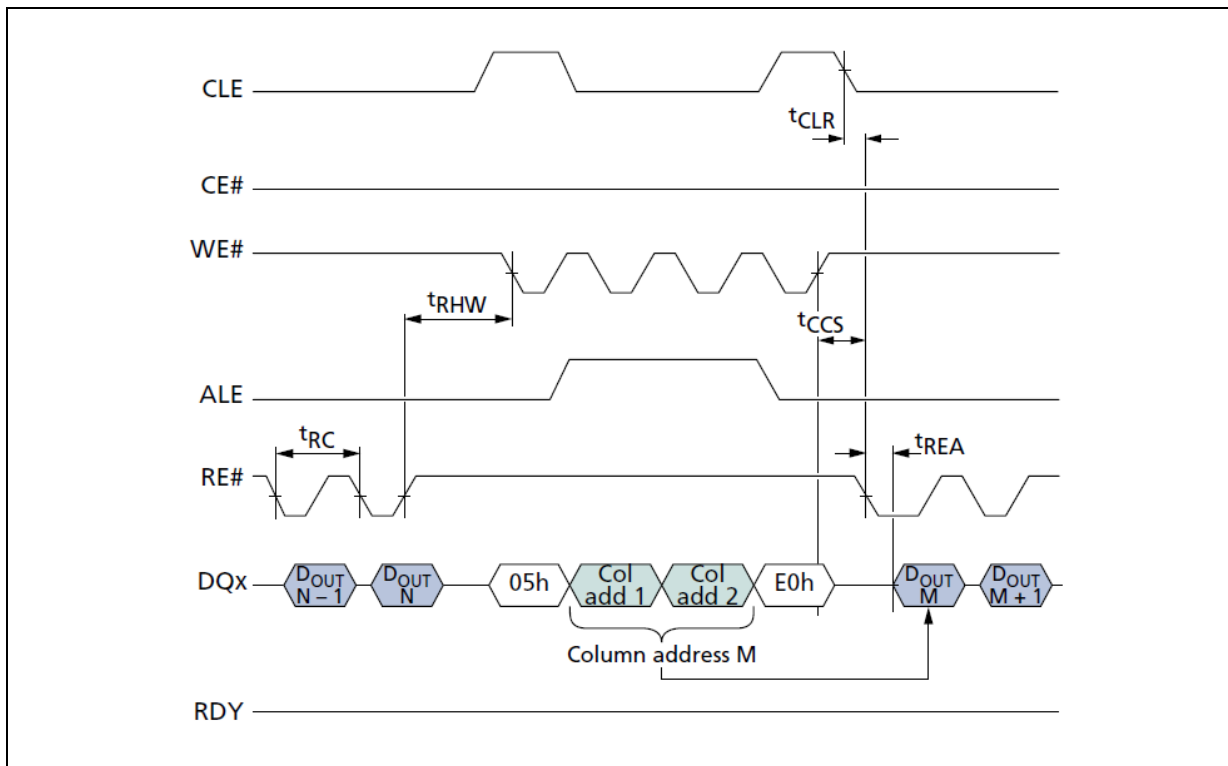 CLE
tCLR
CE#
WE#
tRHW
tCCS
ALE
tRC
tREA
RE#
DQx
DOUT
N – 1
DOUT
N
05h
Col
add 1
Col
add 2
E0h
DOUT
M
DOUT
M + 1
Column address M
RDY